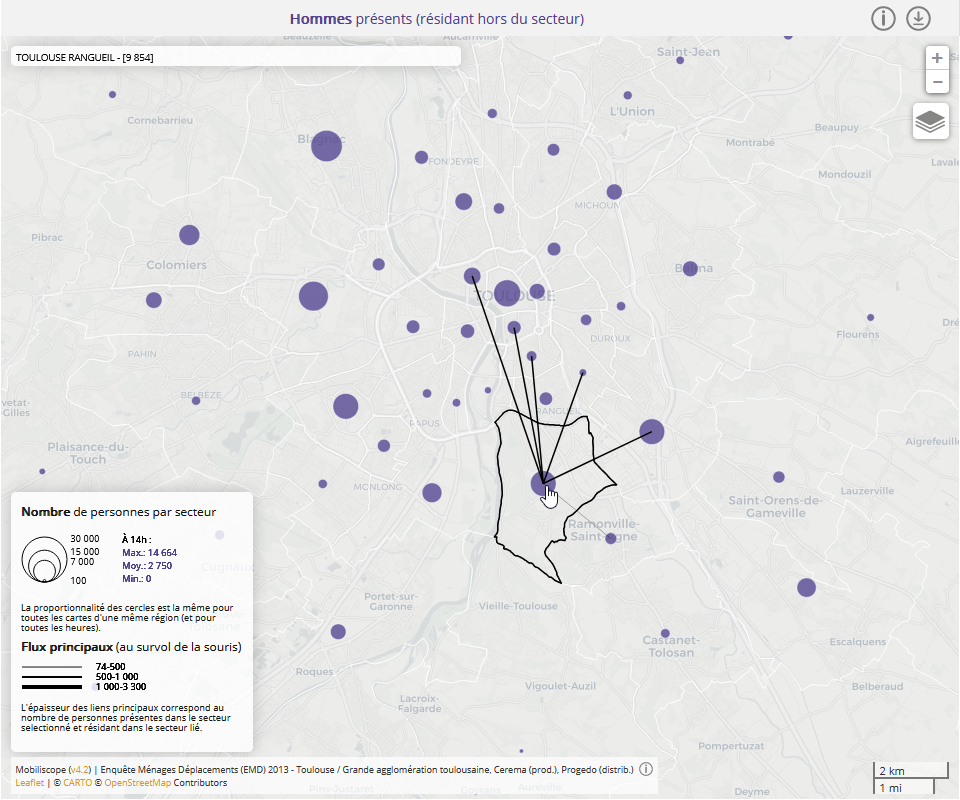 Hommes présents (résidant hors du secteur)
Beauzelle
Aucamville
TOULOUSE RANGUEIL - [9 854]
Saint-Jean
+
−
Cornebarrieu
L'Union
Beaupuy
Blagnac
Montrabé
FONDEYRE
Mondouzil
MICHOUN
Pibrac
Colomiers
Balma
TOULOUSE
Flourens
DUROUX
PAHIN
BELBÈZE
RANGUEIL
-Gilles
PAPUS
Plaisance-du-
Touch
Aigrefeuille
MONLONG
Lauzerville
Saint-Orens-de-
Gameville
Ramonville-
Saint-Agne
Nombre de personnes par secteur
30 000
15 000
7 000
100
À 14h :
Max.: 14 664
Moy.: 2 750
Min.: 0
Cugnaux
La proportionnalité des cercles est la même pour
toutes les cartes d'une même région (et pour
toutes les heures).
Portet-sur-
Garonne
Vieille-Toulouse
Flux principaux (au survol de la souris)
74-500
500-1 000
1 000-3 300
Castanet-
Tolosan
Escalquens
Roques
L'épaisseur des liens principaux correspond au
nombre de personnes présentes dans le secteur
selectionné et résidant dans le secteur lié.
Vigoulet-Auzil
Belberaud
Lacroix-
Falgarde
Pompertuzat
Mobiliscope (v4.2) | Enquête Ménages Déplacements (EMD) 2013 - Toulouse / Grande agglomération toulousaine, Cerema (prod.), Progedo (distrib.)
Leaflet | © CARTO © OpenStreetMap Contributors
2 km
1 mi
Pins-Justaret
Goyrans
Aureville
Deyme